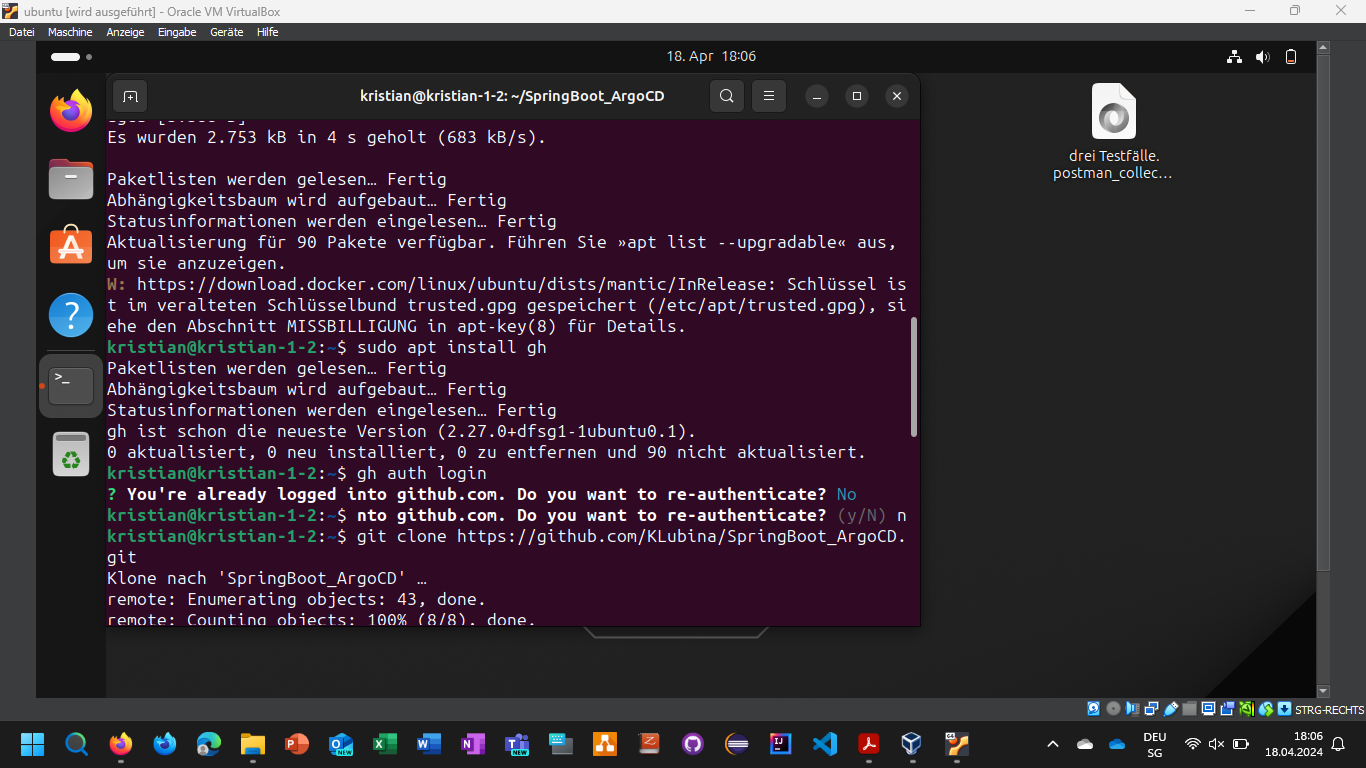 ubuntu [wird ausgeführt] - Oracle VM VirtualBox
Datei Maschine Anzeige Eingabe Geräte Hilfe
18. Apr 18:06
kristian@kristian-1-2: ~/SpringBoot_ArgoCD
Es wurden 2.753 kB in 4 s geholt (683 kB/s).
Paketlisten werden gelesen… Fertig
Abhängigkeitsbaum wird aufgebaut… Fertig
Statusinformationen werden eingelesen… Fertig
Aktualisierung für 90 Pakete verfügbar. Führen Sie »apt list --upgradable« aus,
um sie anzuzeigen.
W: https://download.docker.com/linux/ubuntu/dists/mantic/InRelease: Schlüssel is
t im veralteten Schlüsselbund trusted.gpg gespeichert (/etc/apt/trusted.gpg), si
ehe den Abschnitt MISSBILLIGUNG in apt-key(8) für Details.
kristian@kristian-1-2:~$ sudo apt install gh
Paketlisten werden gelesen… Fertig
Abhängigkeitsbaum wird aufgebaut… Fertig
Statusinformationen werden eingelesen… Fertig
gh ist schon die neueste Version (2.27.0+dfsg1-1ubuntu0.1).
0 aktualisiert, 0 neu installiert, 0 zu entfernen und 90 nicht aktualisiert.
kristian@kristian-1-2:~$ gh auth login
? You're already logged into github.com. Do you want to re-authenticate? No
kristian@kristian-1-2:~$ nto github.com. Do you want to re-authenticate? (y/N) n
kristian@kristian-1-2:~$ git clone https://github.com/KLubina/SpringBoot_ArgoCD.
git
Klone nach 'SpringBoot_ArgoCD' …
remote: Enumerating objects: 43, done.
remote: Counting objects: 100% (8/8), done.
drei Testfälle.
postman_collec…
STRG-RECHTS
DEU
SG
18:06
18.04.2024